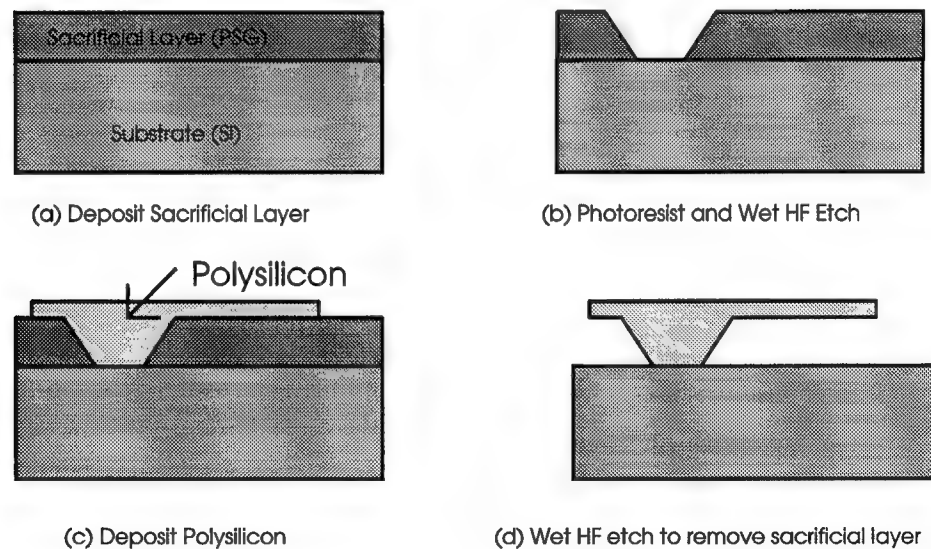 Sacrificial Layer (PSG)
Substrate (Si)
(a) Deposit Sacrificial Layer
(b) Photoresist and Wet HF Etch
Polysilicon
(c) Deposit Polysilicon
(d) Wet HF etch to remove sacrificial layer